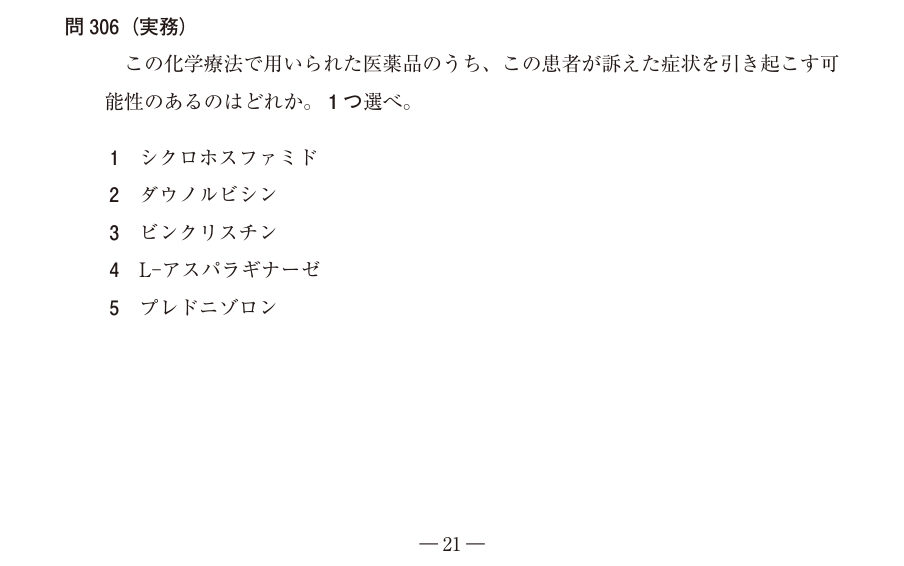 問 306（実務）
この化学療法で用いられた医薬品のうち、この患者が訴えた症状を引き起こす可
能性のあるのはどれか。1つ選べ。
1 シクロホスファミド
2 ダウノルビシン
3 ビンクリスチン
4 L-アスパラギナーゼ
5 プレドニゾロン
― 21 ―